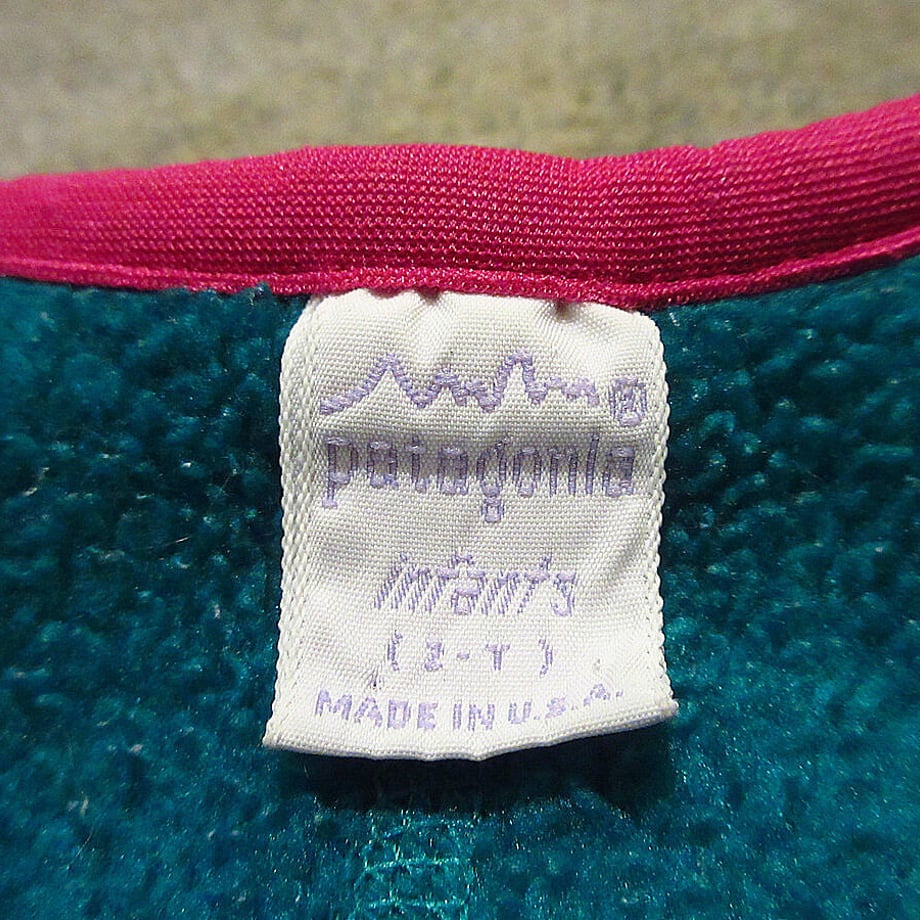 ®
patagonia
infants
(2-T)
MADE IN U.S.A.